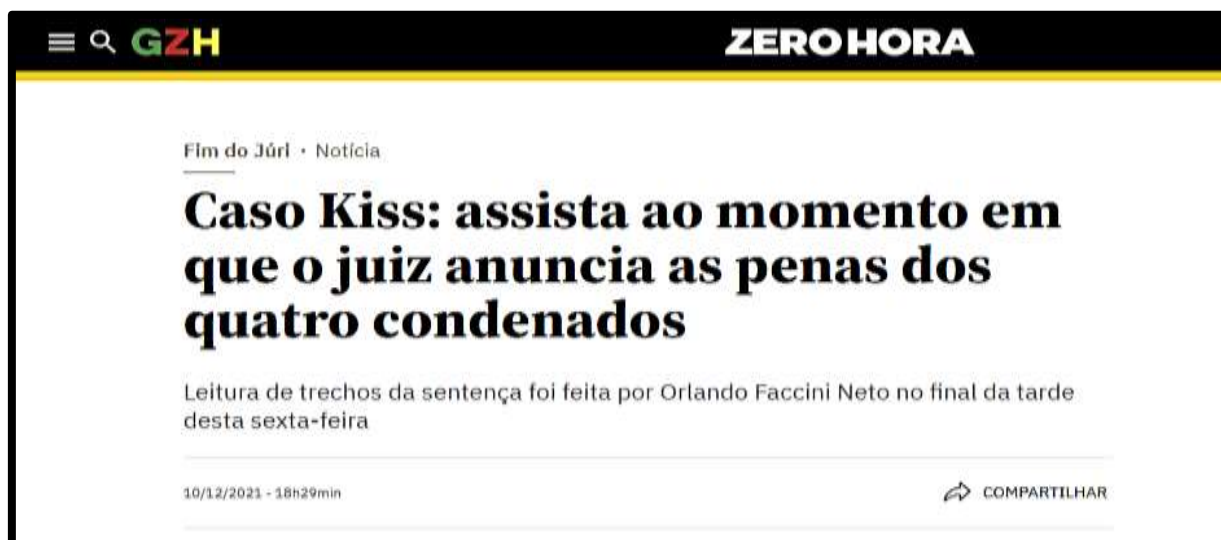 GZH
ZERO HORA
Fim do Júri • Notícia
Caso Kiss: assista ao momento em
que o juiz anuncia as penas dos
quatro condenados
Leitura de trechos da sentença foi feita por Orlando Faccini Neto no final da tarde
desta sexta-feira
10/12/2021 - 18h29min
COMPARTILHAR